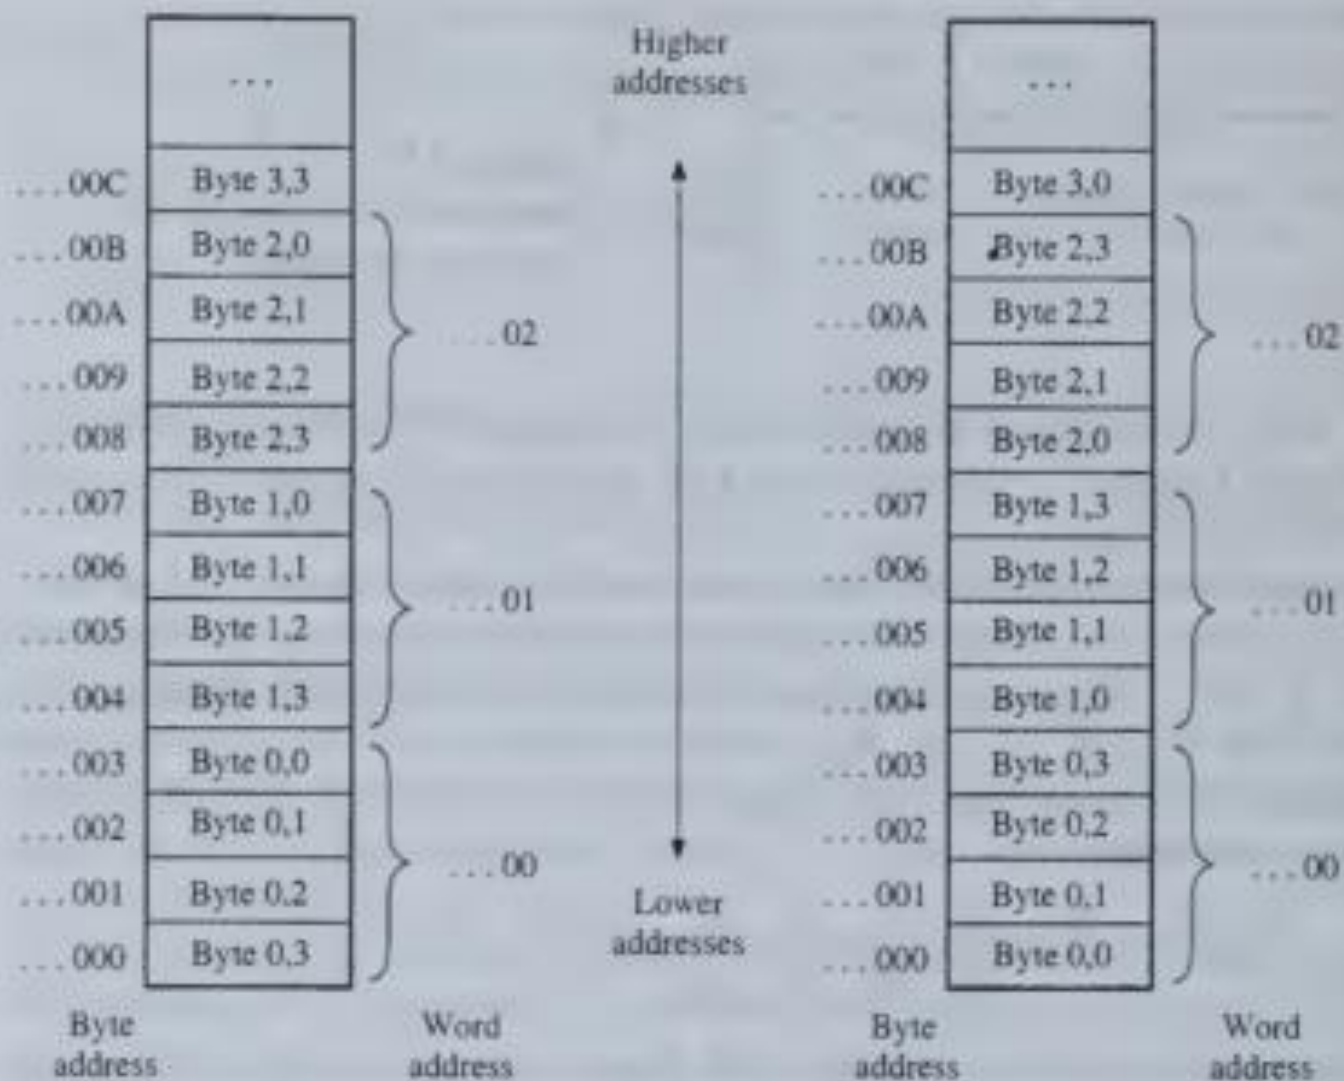 Higher
addresses
... ...
...00C Byte 3,3 ...00C Byte 3,0
...00B Byte 2,0 ...00B Byte 2,3
...00A Byte 2,1 ...02 ...00A Byte 2,2 ...02
...009 Byte 2,2 ...009 Byte 2,1
...008 Byte 2,3 ...008 Byte 2,0
...007 Byte 1,0 ...007 Byte 1,3
...006 Byte 1,1 ...01 ...006 Byte 1,2 ...01
...005 Byte 1,2 ...005 Byte 1,1
...004 Byte 1,3 ...004 Byte 1,0
...003 Byte 0,0 ...003 Byte 0,3
...002 Byte 0,1 ...00 ...002 Byte 0,2 ...00
...001 Byte 0,2 ...001 Byte 0,1
Lower
addresses
...000 Byte 0,3 ...000 Byte 0,0
Byte Word Byte Word
address address address address